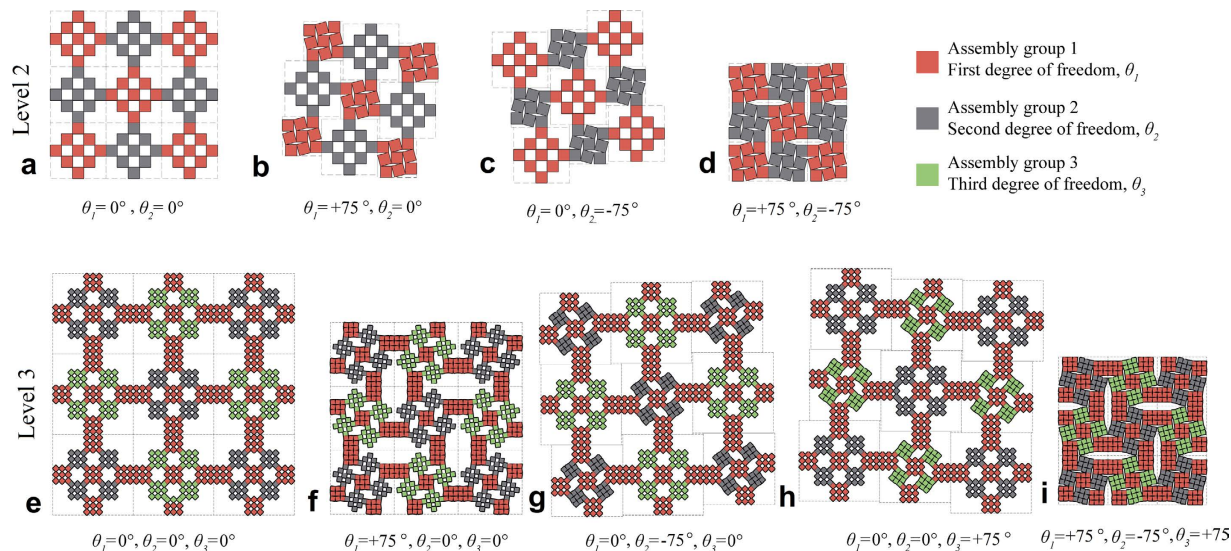 Level 2
a
b
c
d
θ₁= 0°, θ₂= 0°
θ₁= +75°, θ₂= 0°
θ₁= 0°, θ₂=-75°
θ₁=+75°, θ₂=-75°
Assembly group 1
First degree of freedom, θ₁
Assembly group 2
Second degree of freedom, θ₂
Assembly group 3
Third degree of freedom, θ₃
Level 3
e
f
g
h
i
θ₁=0°, θ₂=0°, θ₃=0°
θ₁=+75°, θ₂=0°, θ₃=0°
θ₁=0°, θ₂=-75°, θ₃=0°
θ₁=0°, θ₂=0°, θ₃=+75°
θ₁=+75°, θ₂=-75°, θ₃=+75